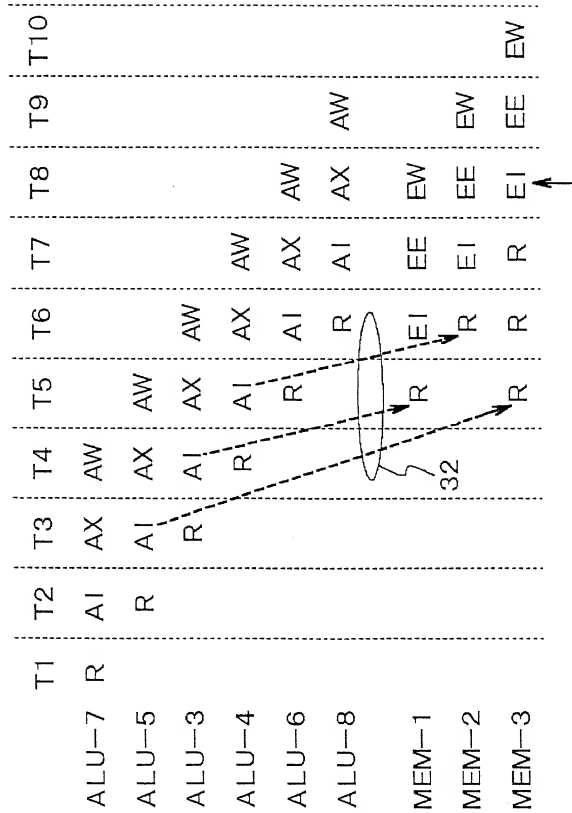 T1 T2 T3 T4 T5 T6 T7 T8 T9 T10
ALU-7 R AI AX AW
ALU-5 R AI AX AW
ALU-3 R AI AX AW
ALU-4 R AI AX AW
ALU-6 R AI AX AW
ALU-8 R AI AX AW
MEM-1 R EI EE EW
MEM-2 R EI EE EW
MEM-3 R R R EI EE EW
32